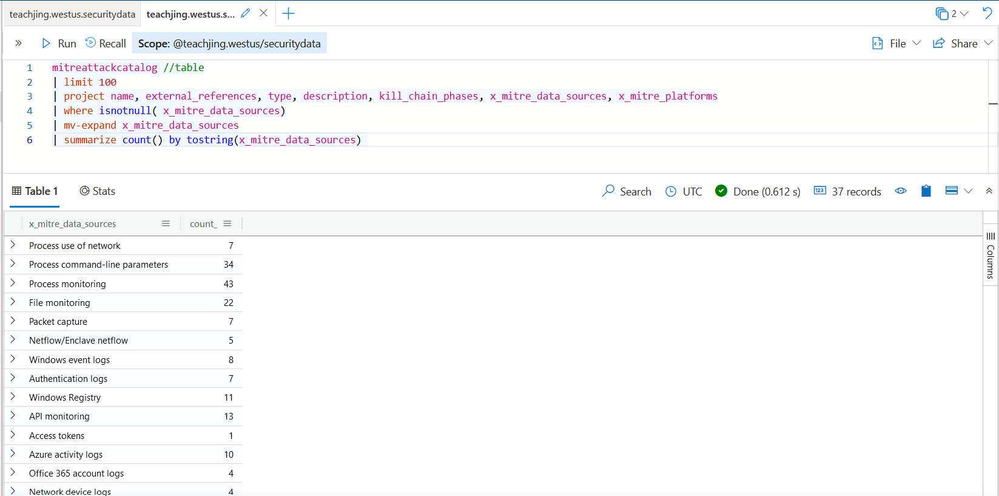 teachjing.westus.securitydata teachjing.westus.s... 2
Run Recall Scope: @teachjing.westus/securitydata File Share
1 mitreattackcatalog //table
2 | limit 100
3 | project name, external_references, type, description, kill_chain_phases, x_mitre_data_sources, x_mitre_platforms
4 | where isnotnull( x_mitre_data_sources)
5 | mv-expand x_mitre_data_sources
6 | summarize count() by tostring(x_mitre_data_sources)
Table 1 Stats Search UTC Done (0.612 s) 123 37 records
x_mitre_data_sources count_
Columns
Process use of network 7
Process command-line parameters 34
Process monitoring 43
File monitoring 22
Packet capture 7
Netflow/Enclave netflow 5
Windows event logs 8
Authentication logs 7
Windows Registry 11
API monitoring 13
Access tokens 1
Azure activity logs 10
Office 365 account logs 4
Network device logs 4